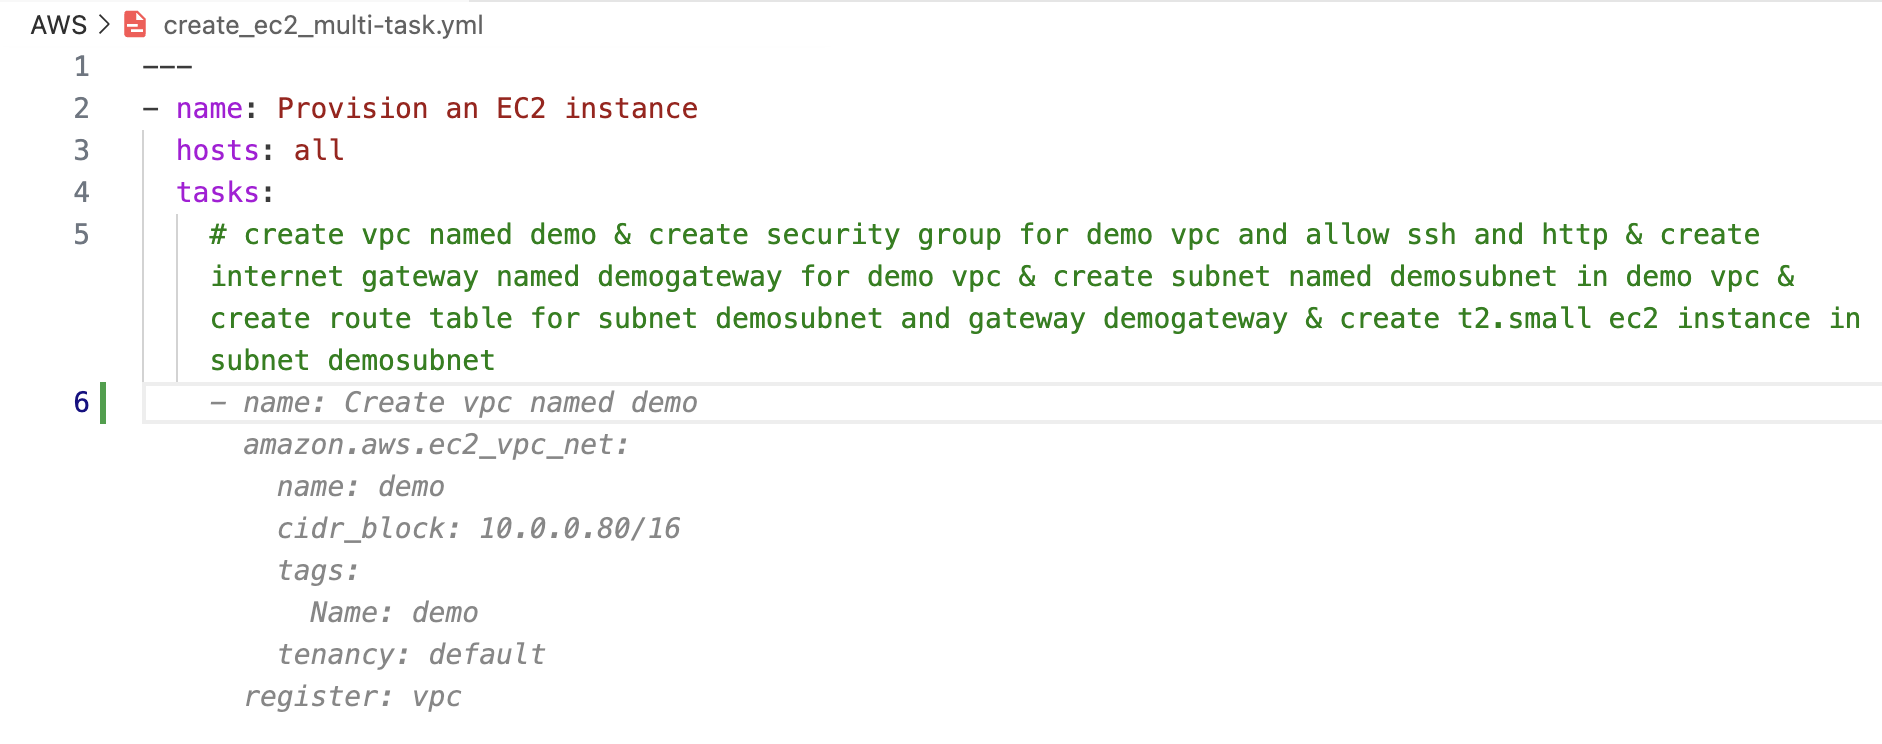 AWS > create_ec2_multi-task.yml
1 ---
2 - name: Provision an EC2 instance
3 hosts: all
4 tasks:
5 # create vpc named demo & create security group for demo vpc and allow ssh and http & create
internet gateway named demogateway for demo vpc & create subnet named demosubnet in demo vpc &
create route table for subnet demosubnet and gateway demogateway & create t2.small ec2 instance in
subnet demosubnet
6 - name: Create vpc named demo
amazon.aws.ec2_vpc_net:
name: demo
cidr_block: 10.0.0.80/16
tags:
Name: demo
tenancy: default
register: vpc